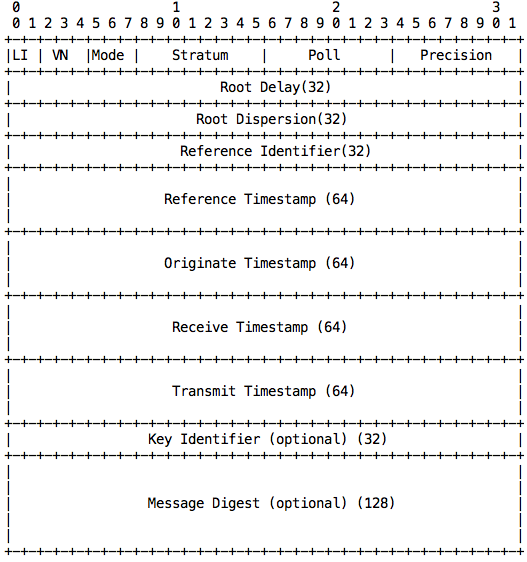 0 1 2 3
0 1 2 3 4 5 6 7 8 9 0 1 2 3 4 5 6 7 8 9 0 1 2 3 4 5 6 7 8 9 0 1
+-+-+-+-+-+-+-+-+-+-+-+-+-+-+-+-+-+-+-+-+-+-+-+-+-+-+-+-+-+-+-+-+
|LI | VN |Mode | Stratum | Poll | Precision |
+-+-+-+-+-+-+-+-+-+-+-+-+-+-+-+-+-+-+-+-+-+-+-+-+-+-+-+-+-+-+-+-+
| Root Delay(32) |
+-+-+-+-+-+-+-+-+-+-+-+-+-+-+-+-+-+-+-+-+-+-+-+-+-+-+-+-+-+-+-+-+
| Root Dispersion(32) |
+-+-+-+-+-+-+-+-+-+-+-+-+-+-+-+-+-+-+-+-+-+-+-+-+-+-+-+-+-+-+-+-+
| Reference Identifier(32) |
+-+-+-+-+-+-+-+-+-+-+-+-+-+-+-+-+-+-+-+-+-+-+-+-+-+-+-+-+-+-+-+-+
| |
| Reference Timestamp (64) |
| |
+-+-+-+-+-+-+-+-+-+-+-+-+-+-+-+-+-+-+-+-+-+-+-+-+-+-+-+-+-+-+-+-+
| |
| Originate Timestamp (64) |
| |
+-+-+-+-+-+-+-+-+-+-+-+-+-+-+-+-+-+-+-+-+-+-+-+-+-+-+-+-+-+-+-+-+
| |
| Receive Timestamp (64) |
| |
+-+-+-+-+-+-+-+-+-+-+-+-+-+-+-+-+-+-+-+-+-+-+-+-+-+-+-+-+-+-+-+-+
| |
| Transmit Timestamp (64) |
| |
+-+-+-+-+-+-+-+-+-+-+-+-+-+-+-+-+-+-+-+-+-+-+-+-+-+-+-+-+-+-+-+-+
| Key Identifier (optional) (32) |
+-+-+-+-+-+-+-+-+-+-+-+-+-+-+-+-+-+-+-+-+-+-+-+-+-+-+-+-+-+-+-+-+
| |
| |
| Message Digest (optional) (128) |
| |
| |
+-+-+-+-+-+-+-+-+-+-+-+-+-+-+-+-+-+-+-+-+-+-+-+-+-+-+-+-+-+-+-+-+